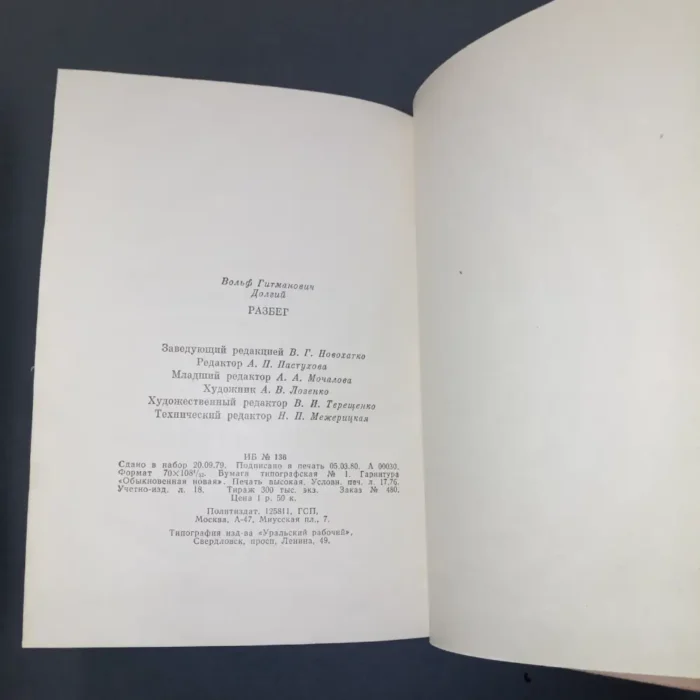 Вольф Гитманович
Долгий
РАЗБЕГ
Заведующий редакцией В. Г. Новохатко
Редактор А. П. Пастухова
Младший редактор А. А. Мочалова
Художник А. В. Лозенко
Художественный редактор В. И. Терещенко
Технический редактор Н. П. Межерицкая
ИБ № 156
Сдано в набор 20.09.79. Подписано в печать 05.03.80. А 00030.
Формат 70×108¹/₃₂. Бумага типографская № 1. Гарнитура
«Обыкновенная новая». Печать высокая. Условн. печ. л. 17,76.
Учетно-изд. л. 18. Тираж 300 тыс. экз. Заказ № 480.
Цена 1 р. 50 к.
Политиздат, 125811, ГСП,
Москва, А-47, Миусская пл., 7.
Типография изд-ва «Уральский рабочий»,
Свердловск, просп. Ленина, 49.